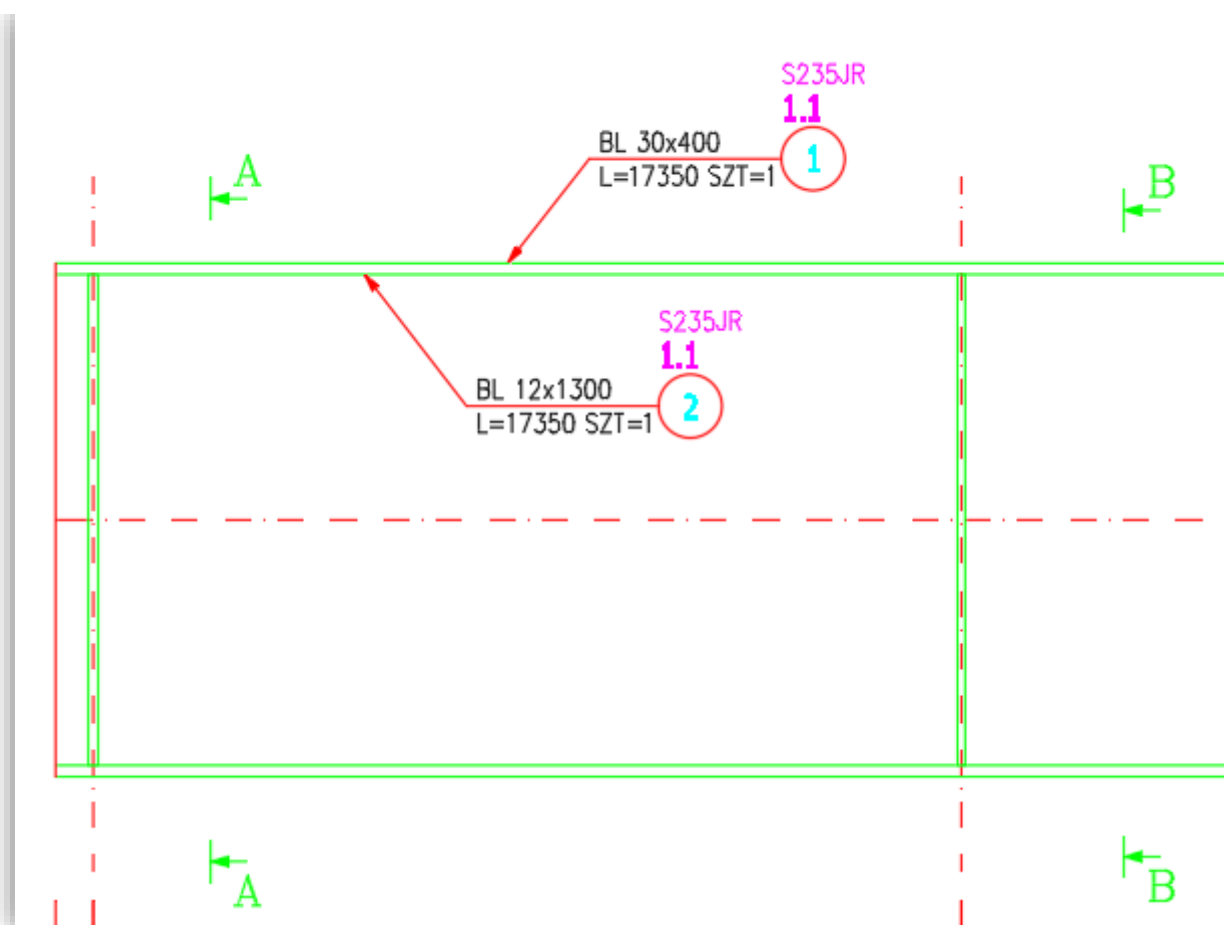 S235JR
1.1
BL 30x400
1
L=17350 SZT=1
A
B
S235JR
1.1
BL 12x1300
2
L=17350 SZT=1
A
B